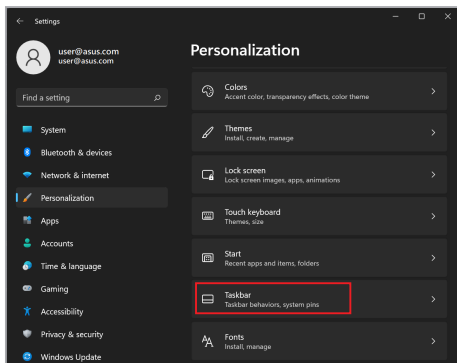 Settings
user@asus.com
user@asus.com
Find a setting
System
Bluetooth & devices
Network & internet
Personalization
Apps
Accounts
Time & language
Gaming
Accessibility
Privacy & security
Windows Update
Personalization
Colors
Accent color, transparency effects, color theme
Themes
Install, create, manage
Lock screen
Lock screen images, apps, animations
Touch keyboard
Themes, size
Start
Recent apps and items, folders
Taskbar
Taskbar behaviors, system pins
Fonts
Install, manage